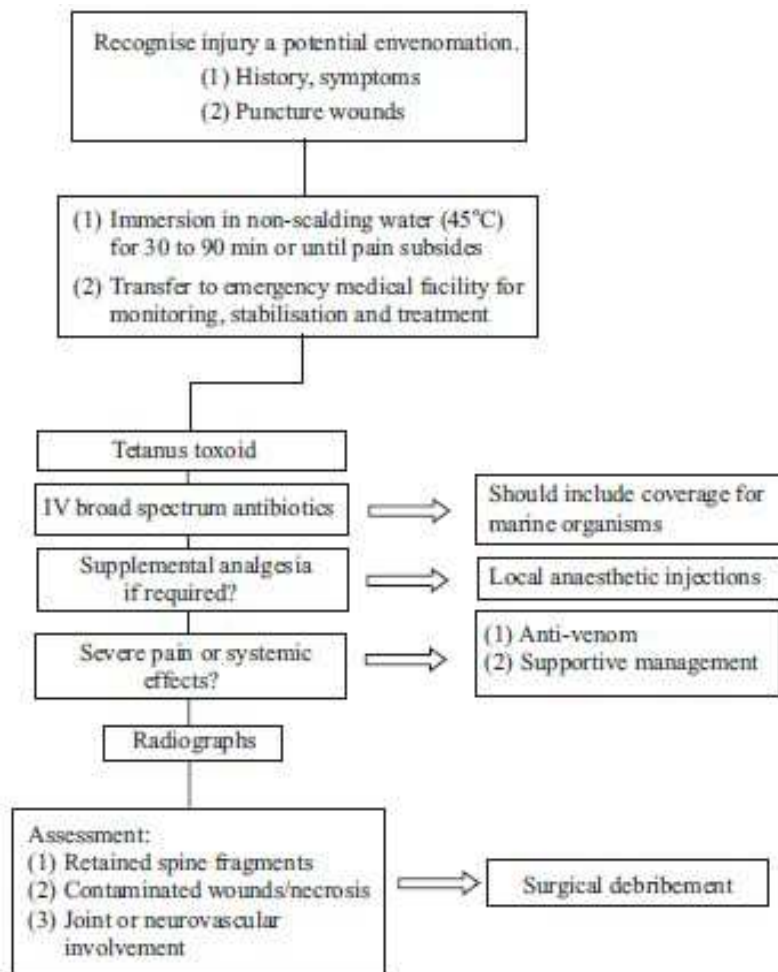 Recognise injury a potential envenomation.
(1) History, symptoms
(2) Puncture wounds
(1) Immersion in non-scalding water (45°C)
for 30 to 90 min or until pain subsides
(2) Transfer to emergency medical facility for
monitoring, stabilisation and treatment
Tetanus toxoid
IV broad spectrum antibiotics
Should include coverage for
marine organisms
Supplemental analgesia
if required?
Local anaesthetic injections
Severe pain or systemic
effects?
(1) Anti-venom
(2) Supportive management
Radiographs
Assessment:
(1) Retained spine fragments
(2) Contaminated wounds/necrosis
(3) Joint or neurovascular
involvement
Surgical debribement